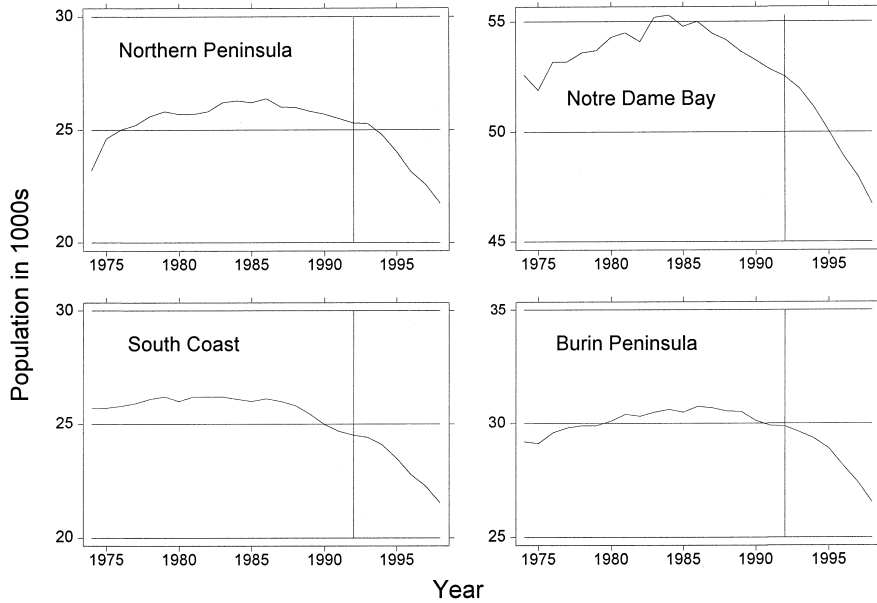 Population in 1000s
30
Northern Peninsula
25
20
1975 1980 1985 1990 1995
55
Notre Dame Bay
50
45
1975 1980 1985 1990 1995
30
South Coast
25
20
1975 1980 1985 1990 1995
35
Burin Peninsula
30
25
1975 1980 1985 1990 1995
Year